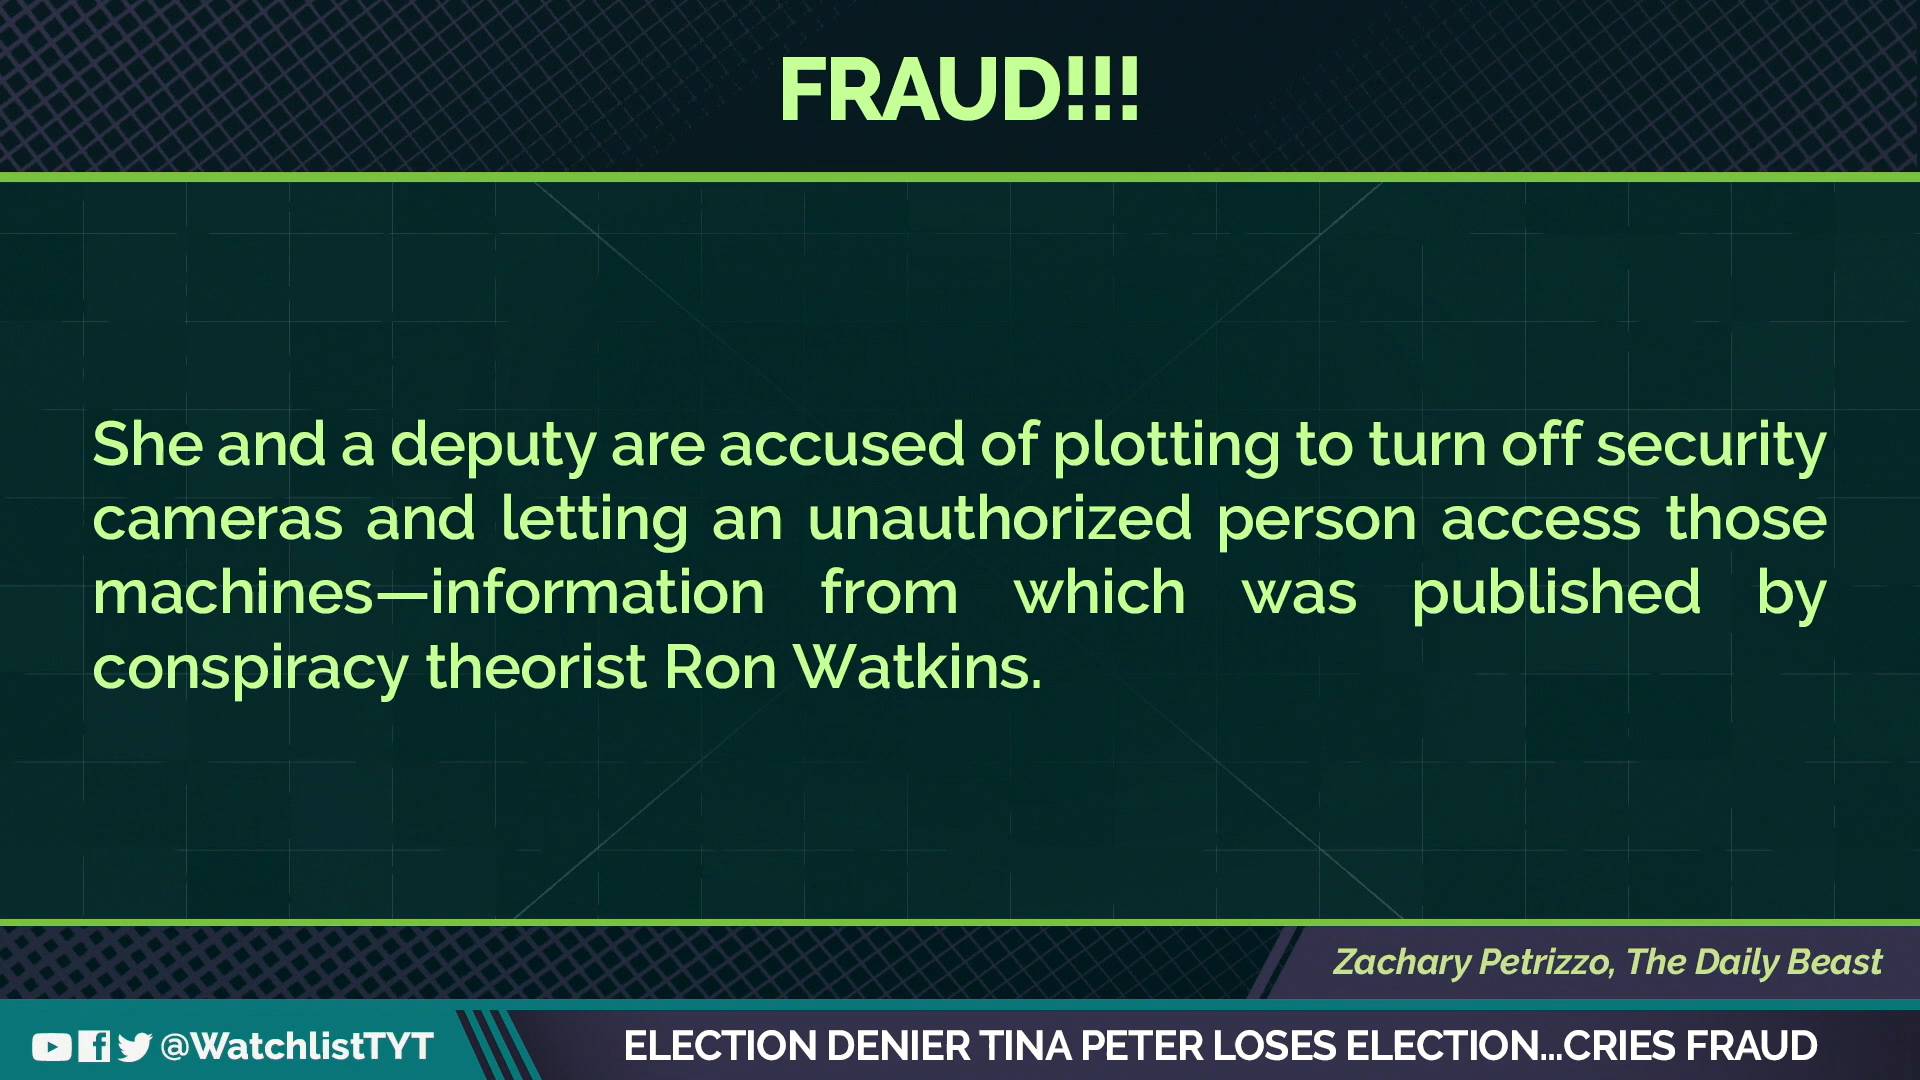 FRAUD!!!
She and a deputy are accused of plotting to turn off security
cameras and letting an unauthorized person access those
machines—information from which was published by
conspiracy theorist Ron Watkins.
Zachary Petrizzo, The Daily Beast
@WatchlistTYT
ELECTION DENIER TINA PETER LOSES ELECTION...CRIES FRAUD